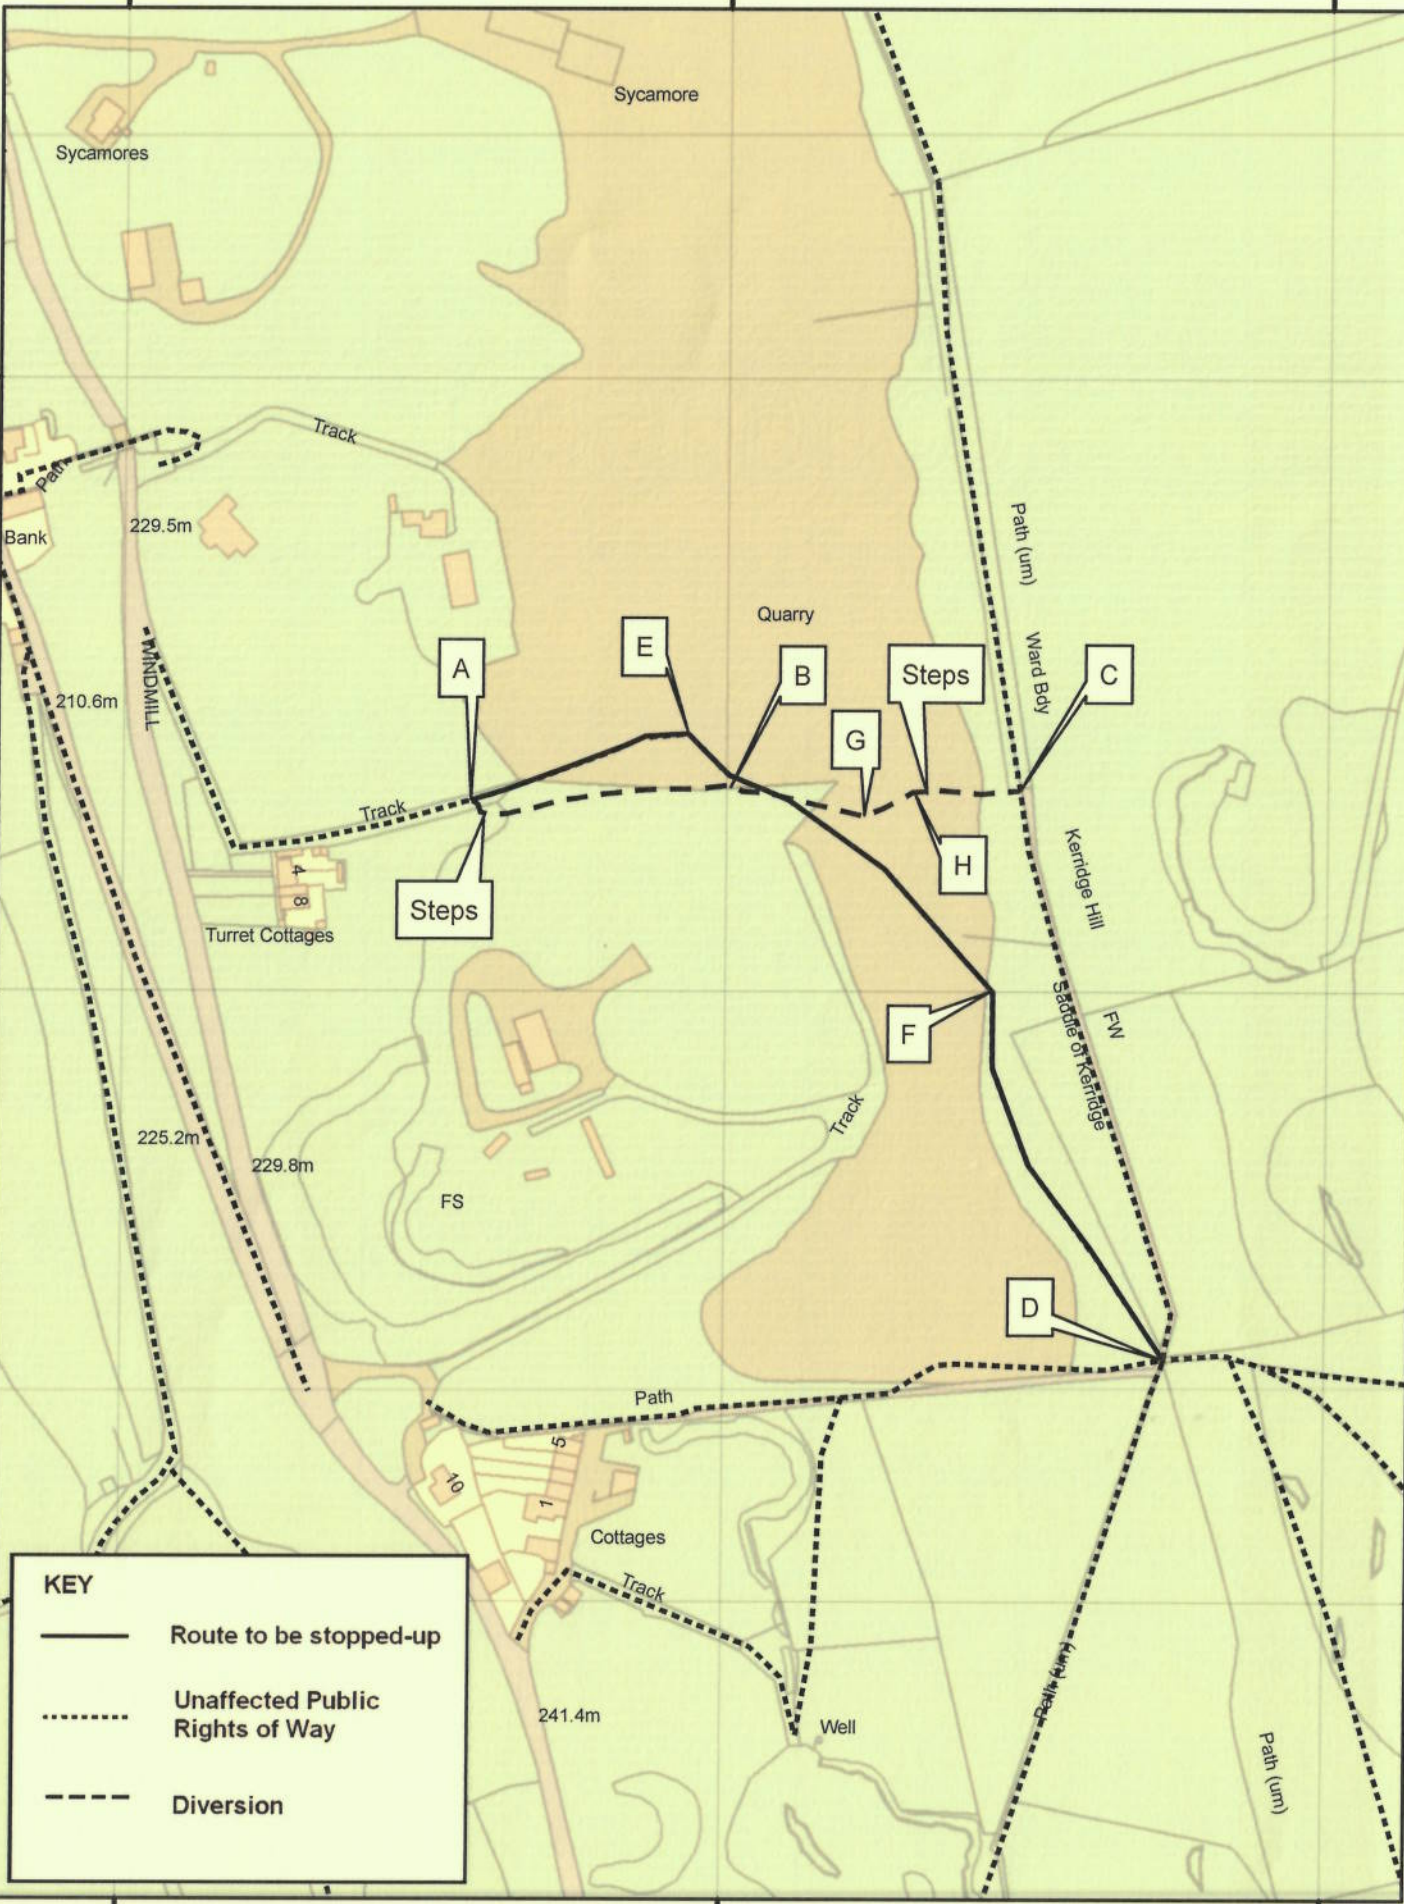 Sycamore
Sycamores
Track
Path
229.5m
Bank
Path (um)
Quarry
E
A
B
Steps
C
Ward Bdy
WINDMILL
210.6m
G
Track
H
Kerridge Hill
4
8
Steps
Turret Cottages
F
FW
Saddle of Kerridge
Track
225.2m
229.8m
FS
D
Path
5
10
1
Cottages
Track
KEY
Route to be stopped-up
Unaffected Public
Rights of Way
Diversion
241.4m
Well
Path (um)
Path (um)